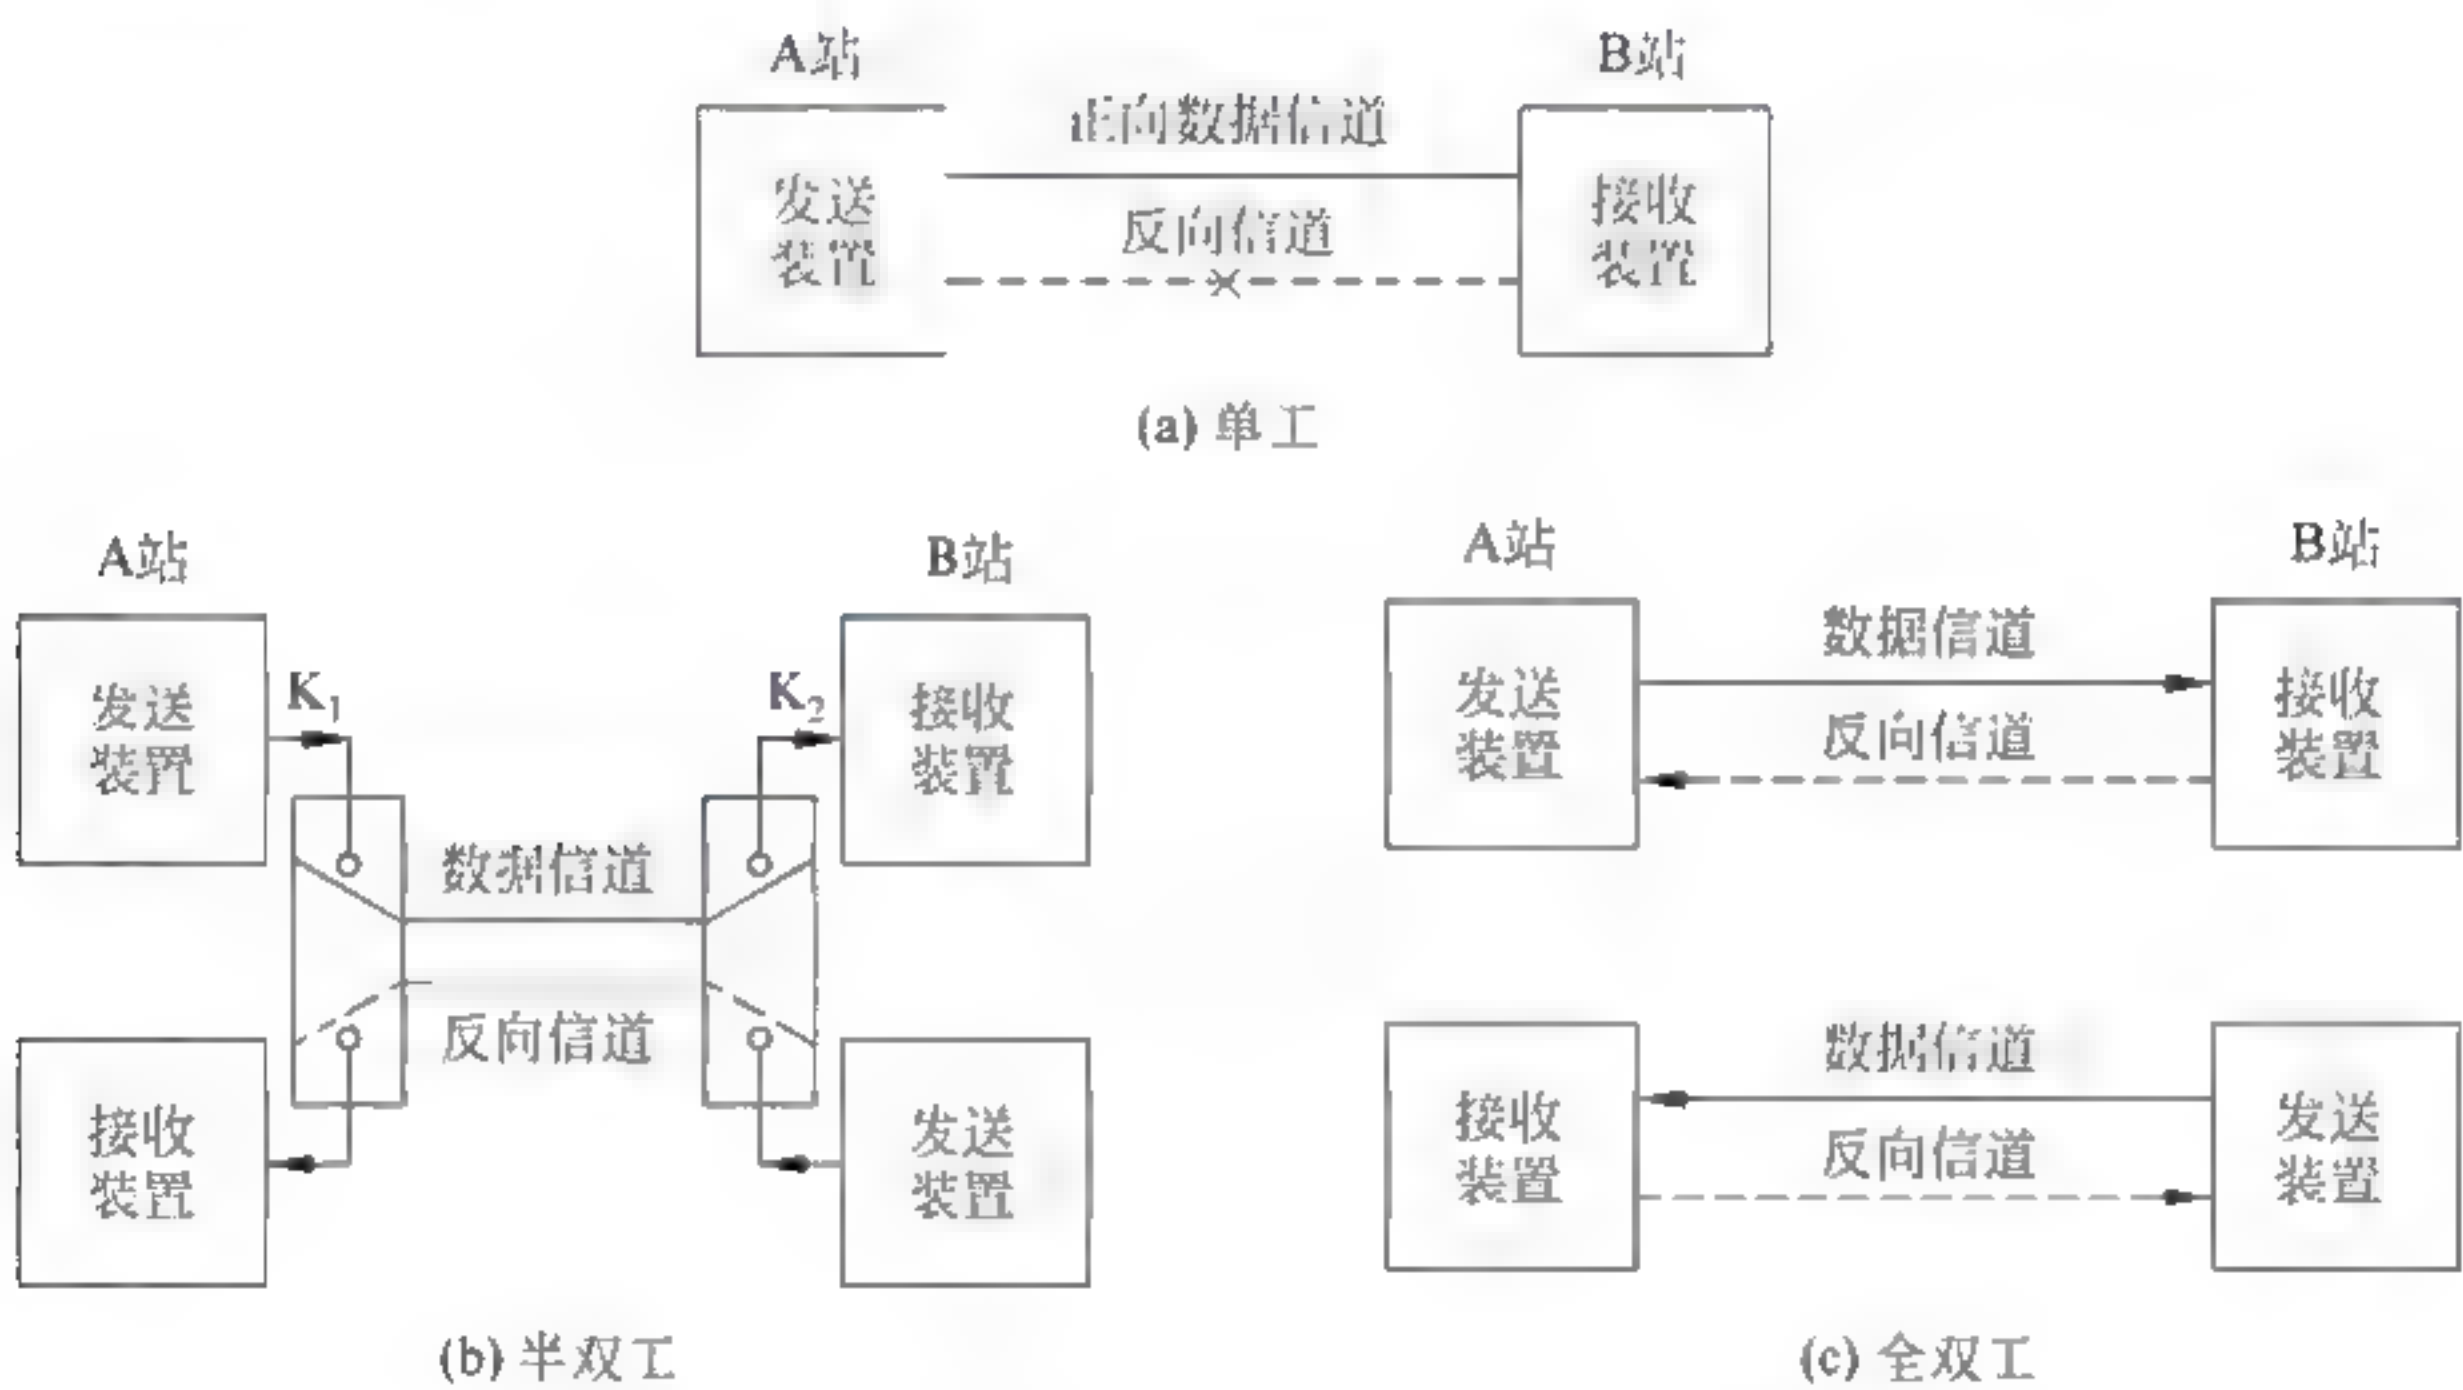 A站
B站
正向数据信道
发送
装置
反向信道
接收
装置
(a) 单工
A站
B站
发送
装置
K₁
K₂
接收
装置
数据信道
反向信道
接收
装置
发送
装置
(b) 半双工
A站
B站
发送
装置
数据信道
反向信道
接收
装置
接收
装置
数据信道
反向信道
发送
装置
(c) 全双工